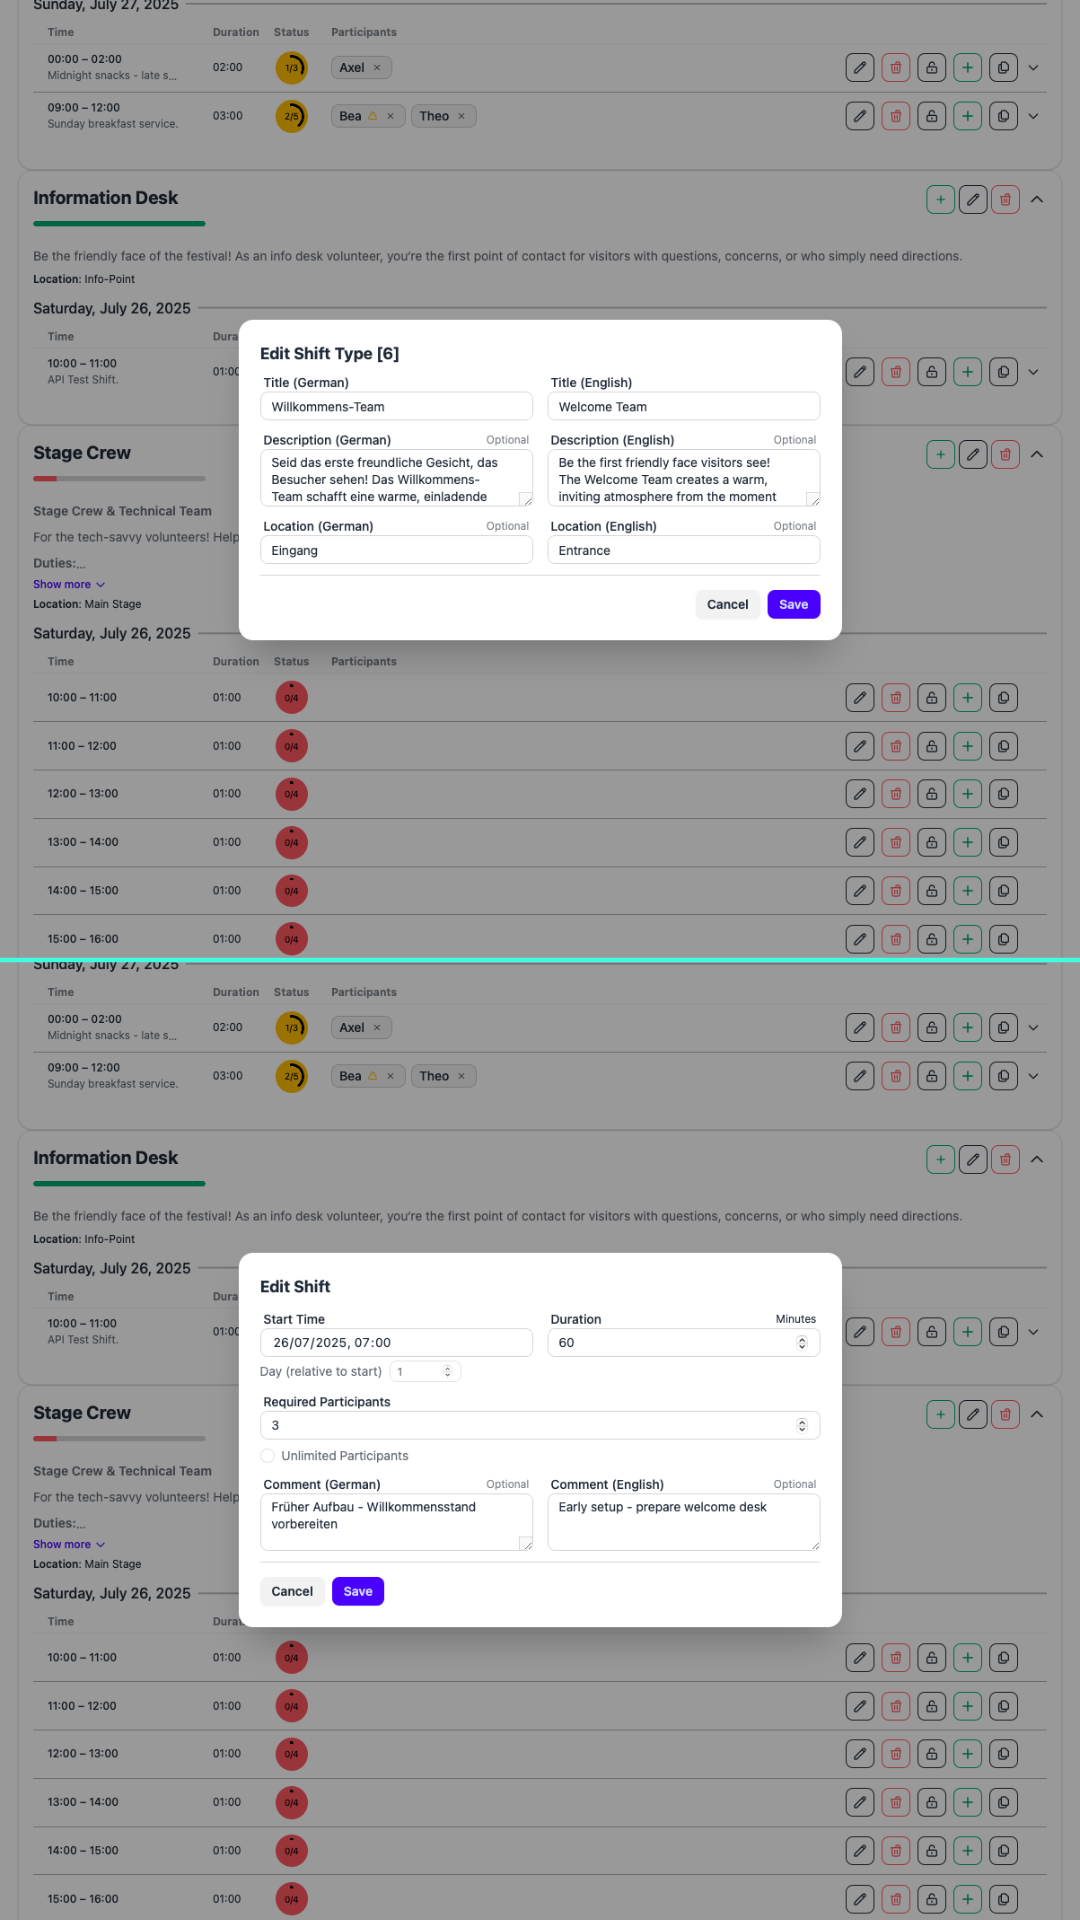 Sunday, July 27, 2025
Time Duration Status Participants
00:00 – 02:00 02:00 1/3 Axel ×
Midnight snacks - late s...
09:00 – 12:00 03:00 2/5 Bea × Theo ×
Sunday breakfast service.
Information Desk
Be the friendly face of the festival! As an info desk volunteer, you're the first point of contact for visitors with questions, concerns, or who simply need directions.
Location: Info-Point
Saturday, July 26, 2025
Time
10:00 – 11:00
API Test Shift.
Edit Shift Type [6]
Title (German)
Willkommens-Team
Title (English)
Welcome Team
Description (German) Optional
Seid das erste freundliche Gesicht, das
Besucher sehen! Das Willkommens-
Team schafft eine warme, einladende
Description (English) Optional
Be the first friendly face visitors see!
The Welcome Team creates a warm,
inviting atmosphere from the moment
Location (German) Optional
Eingang
Location (English) Optional
Entrance
Cancel Save
Stage Crew
Stage Crew & Technical Team
For the tech-savvy volunteers! Help
Duties:...
Show more
Location: Main Stage
Saturday, July 26, 2025
Time Duration Status Participants
10:00 – 11:00 01:00 0/4
11:00 – 12:00 01:00 0/4
12:00 – 13:00 01:00 0/4
13:00 – 14:00 01:00 0/4
14:00 – 15:00 01:00 0/4
15:00 – 16:00 01:00 0/4
Sunday, July 27, 2025
Time Duration Status Participants
00:00 – 02:00 02:00 1/3 Axel ×
Midnight snacks - late s...
09:00 – 12:00 03:00 2/5 Bea × Theo ×
Sunday breakfast service.
Information Desk
Be the friendly face of the festival! As an info desk volunteer, you're the first point of contact for visitors with questions, concerns, or who simply need directions.
Location: Info-Point
Saturday, July 26, 2025
Time
10:00 – 11:00
API Test Shift.
Edit Shift
Start Time
26/07/2025, 07:00
Duration Minutes
60
Day (relative to start) 1
Required Participants
3
Unlimited Participants
Comment (German) Optional
Früher Aufbau - Willkommensstand
vorbereiten
Comment (English) Optional
Early setup - prepare welcome desk
Cancel Save
Stage Crew
Stage Crew & Technical Team
For the tech-savvy volunteers! Help
Duties:...
Show more
Location: Main Stage
Saturday, July 26, 2025
Time
10:00 – 11:00 01:00 0/4
11:00 – 12:00 01:00 0/4
12:00 – 13:00 01:00 0/4
13:00 – 14:00 01:00 0/4
14:00 – 15:00 01:00 0/4
15:00 – 16:00 01:00 0/4